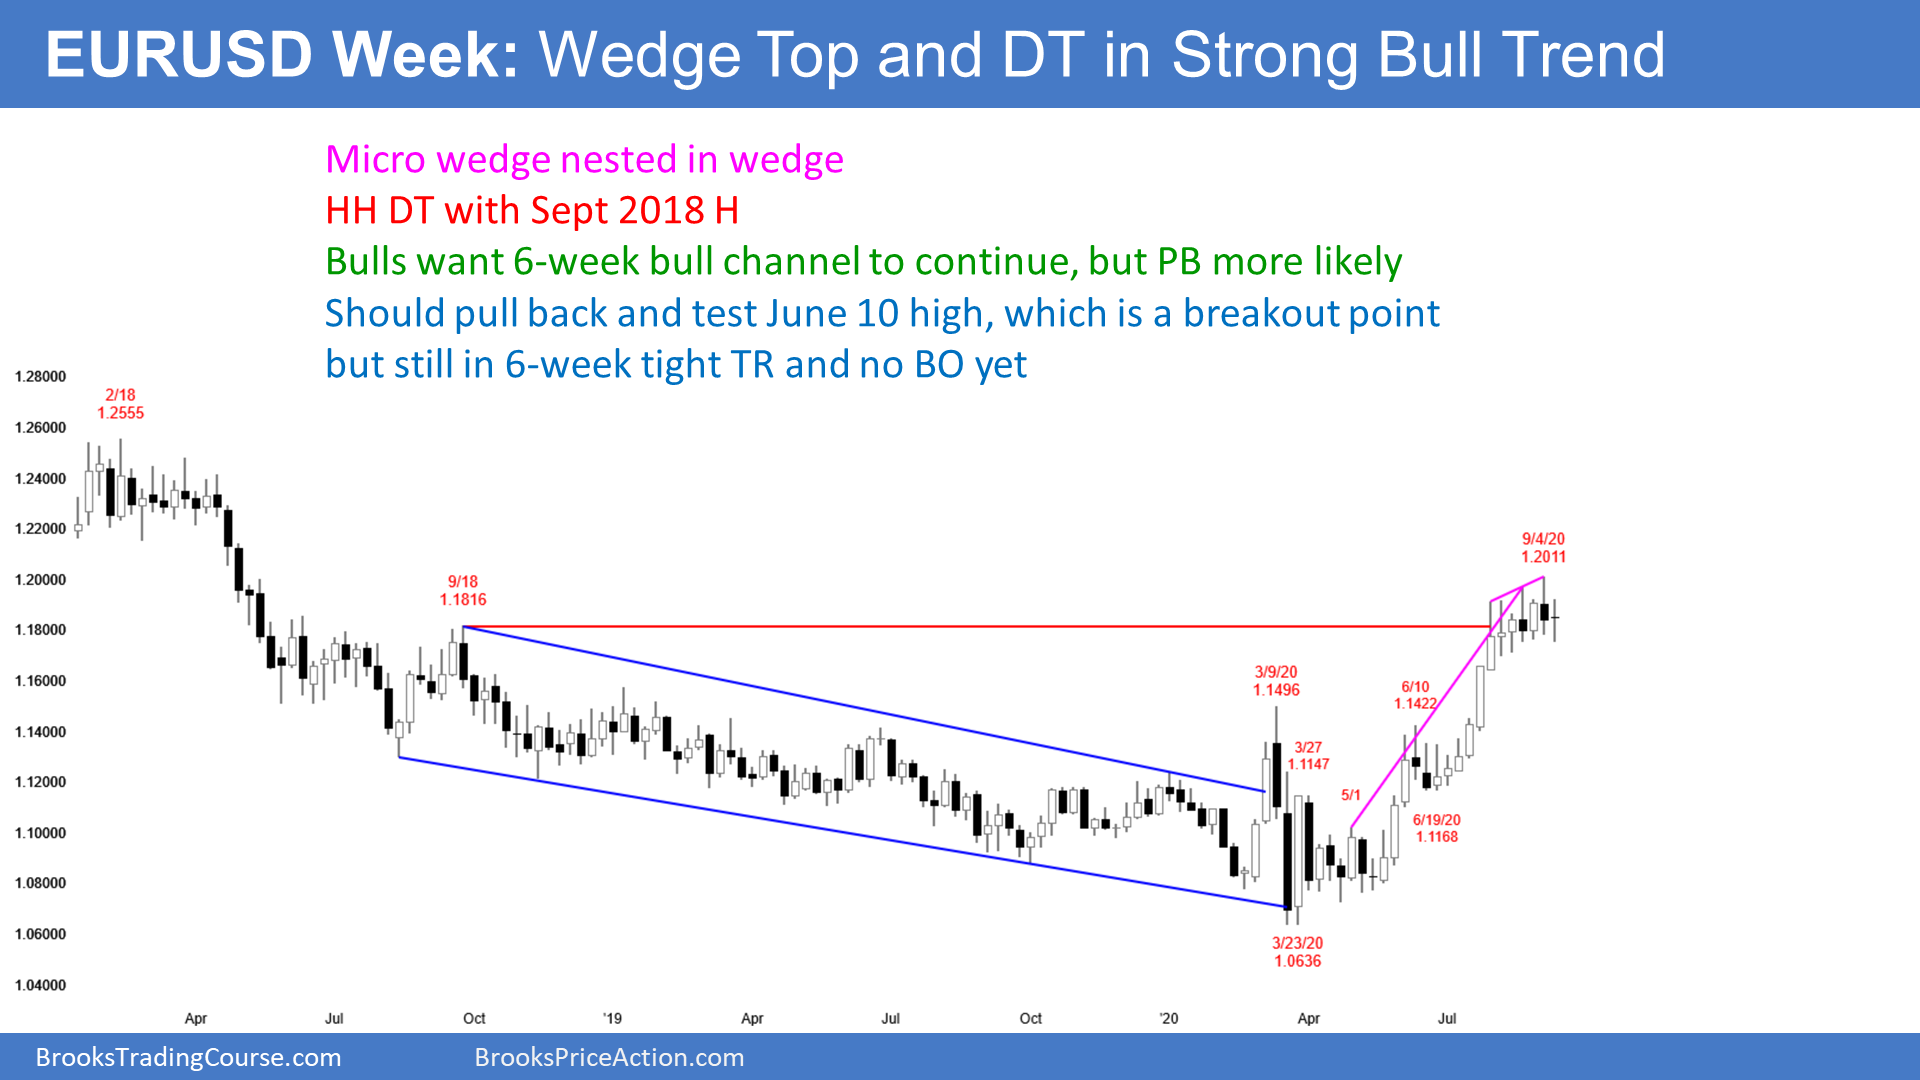 EURUSD Week: Wedge Top and DT in Strong Bull Trend
Micro wedge nested in wedge
HH DT with Sept 2018 H
Bulls want 6-week bull channel to continue, but PB more likely
Should pull back and test June 10 high, which is a breakout point
but still in 6-week tight TR and no BO yet
1.28000
2/18
1.2555
1.26000
1.24000
1.22000
9/4/20
1.2011
1.20000
9/18
1.1816
1.18000
3/9/20
1.1496
1.16000
6/10
1.1422
1.14000
3/27
1.1147
1.12000
5/1
6/19/20
1.1168
1.10000
1.08000
1.06000
3/23/20
1.0636
1.04000
Apr
Jul
Oct
'19
Apr
Jul
Oct
'20
Apr
Jul
BrooksTradingCourse.com
BrooksPriceAction.com